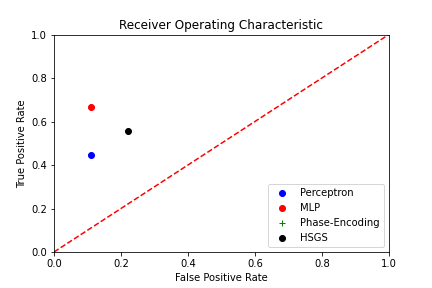 Receiver Operating Characteristic
True Positive Rate
1.0
0.8
0.6
0.4
0.2
0.0
0.0 0.2 0.4 0.6 0.8 1.0
False Positive Rate
Perceptron
MLP
Phase-Encoding
HSGS